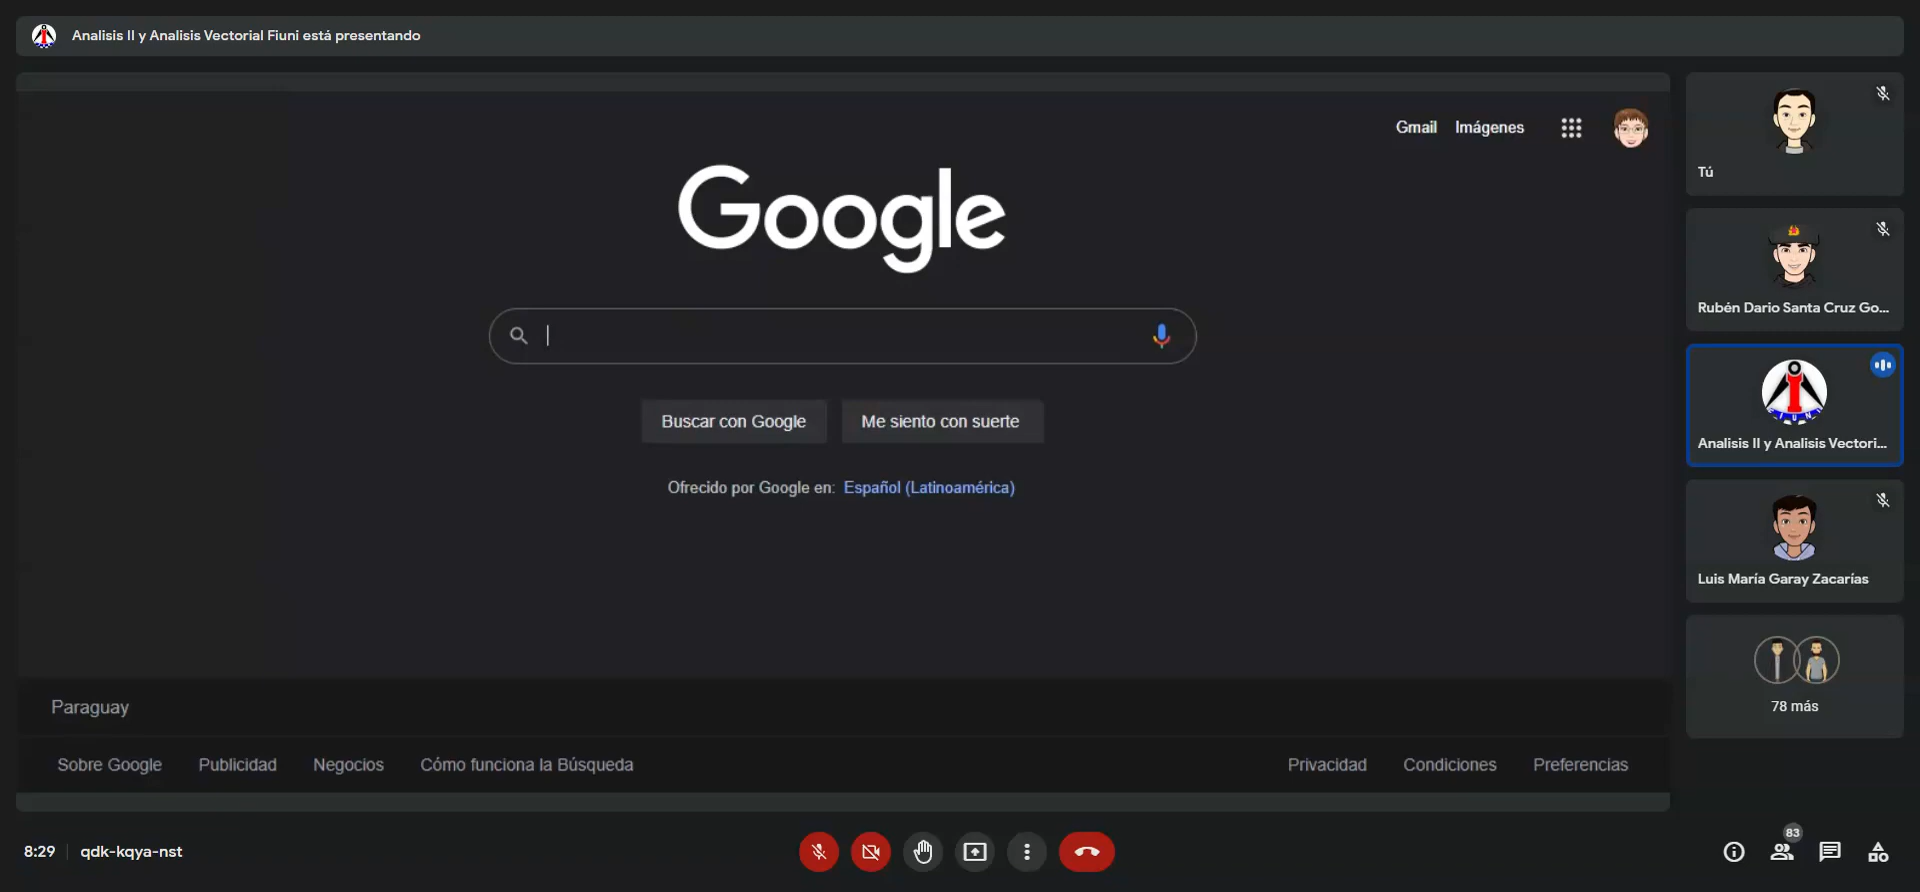 Analisis II y Analisis Vectorial Fiuni está presentando
Gmail Imágenes
Google
Buscar con Google Me siento con suerte
Ofrecido por Google en: Español (Latinoamérica)
Paraguay
Sobre Google Publicidad Negocios Cómo funciona la Búsqueda Privacidad Condiciones Preferencias
Tú
Rubén Dario Santa Cruz Go...
FIUNI
Analisis II y Analisis Vectori...
Luis María Garay Zacarías
78 más
8:29 qdk-kqya-nst
83